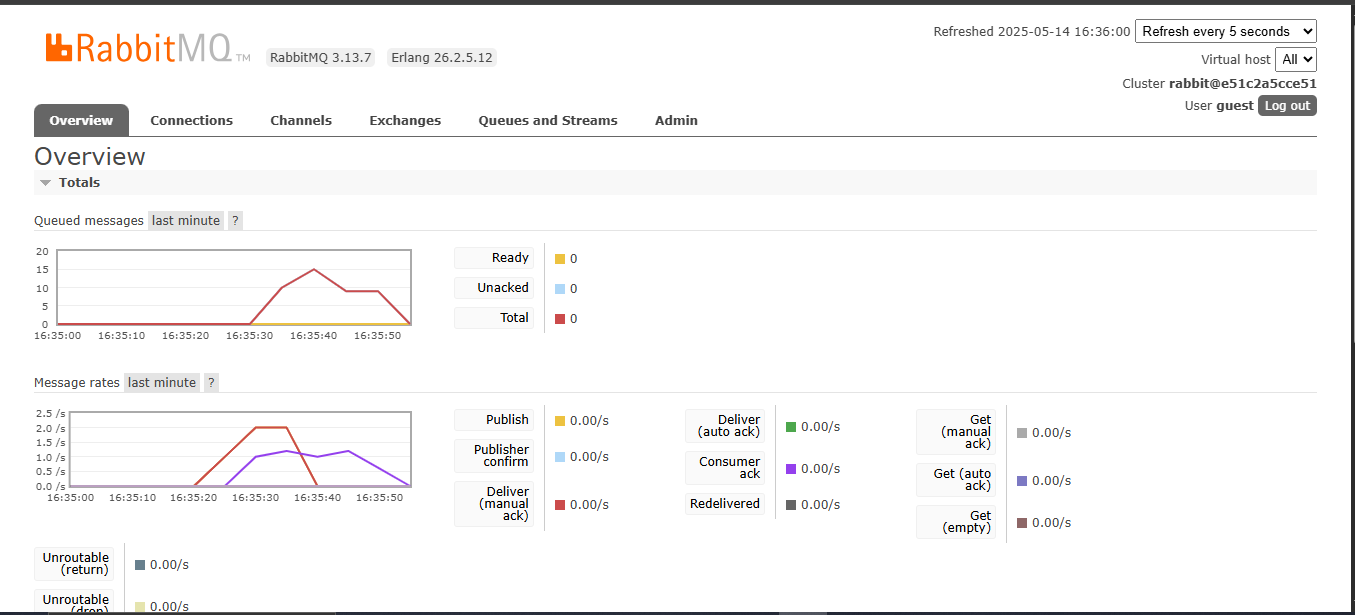 RabbitMQ TM RabbitMQ 3.13.7 Erlang 26.2.5.12
Refreshed 2025-05-14 16:36:00 Refresh every 5 seconds
Virtual host All
Cluster rabbit@e51c2a5cce51
User guest Log out
Overview Connections Channels Exchanges Queues and Streams Admin
Overview
Totals
Queued messages last minute ?
20
15
10
5
0
16:35:00 16:35:10 16:35:20 16:35:30 16:35:40 16:35:50
Ready 0
Unacked 0
Total 0
Message rates last minute ?
2.5 /s
2.0 /s
1.5 /s
1.0 /s
0.5 /s
0.0 /s
16:35:00 16:35:10 16:35:20 16:35:30 16:35:40 16:35:50
Publish 0.00/s
Publisher
confirm 0.00/s
Deliver
(manual
ack) 0.00/s
Deliver
(auto ack) 0.00/s
Consumer
ack 0.00/s
Redelivered 0.00/s
Get
(manual
ack) 0.00/s
Get (auto
ack) 0.00/s
Get
(empty) 0.00/s
Unroutable
(return) 0.00/s
Unroutable
(drop) 0.00/s